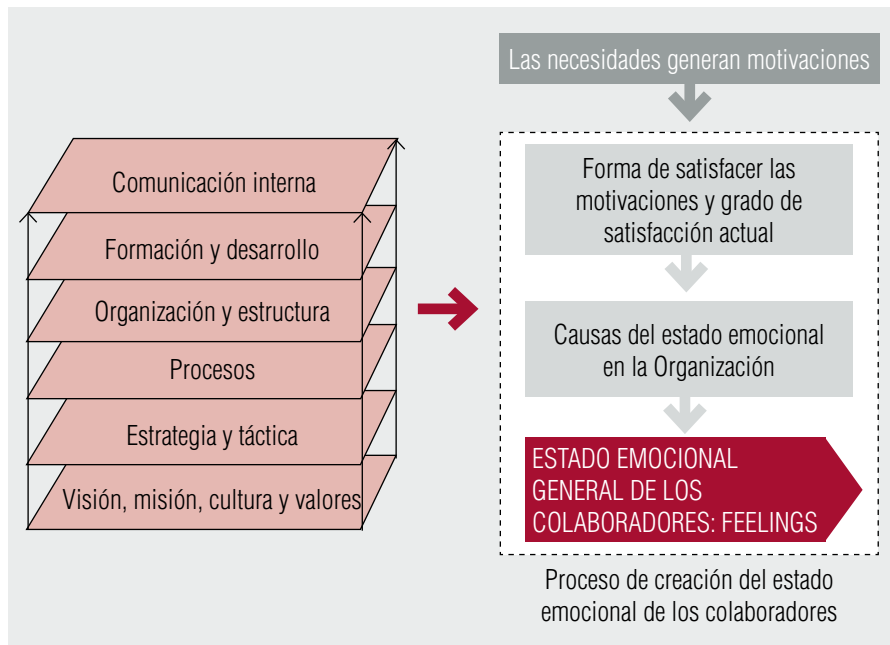 Comunicación interna
Formación y desarrollo
Organización y estructura
Procesos
Estrategia y táctica
Visión, misión, cultura y valores
Las necesidades generan motivaciones
Forma de satisfacer las
motivaciones y grado de
satisfacción actual
Causas del estado emocional
en la Organización
ESTADO EMOCIONAL
GENERAL DE LOS
COLABORADORES: FEELINGS
Proceso de creación del estado
emocional de los colaboradores